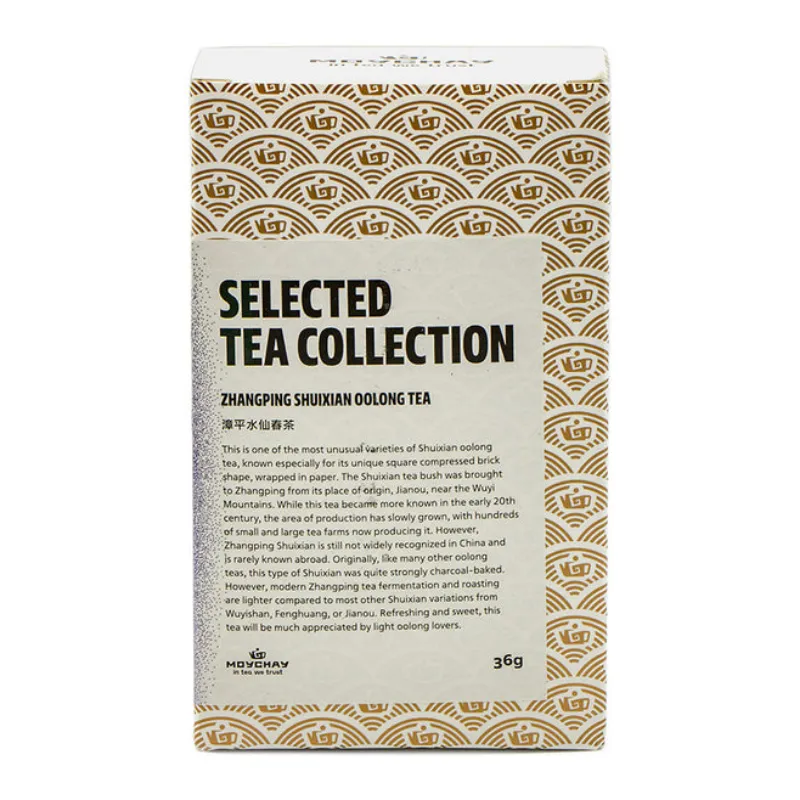 MOYCHAY
in tea we trust
SELECTED
TEA COLLECTION
ZHANGPING SHUIXIAN OOLONG TEA
漳平水仙春茶
This is one of the most unusual varieties of Shuixian oolong
tea, known especially for its unique square compressed brick
shape, wrapped in paper. The Shuixian tea bush was brought
to Zhangping from its place of origin, Jianou, near the Wuyi
Mountains. While this tea became more known in the early 20th
century, the area of production has slowly grown, with hundreds
of small and large tea farms now producing it. However,
Zhangping Shuixian is still not widely recognized in China and
is rarely known abroad. Originally, like many other oolong
teas, this type of Shuixian was quite strongly charcoal-baked.
However, modern Zhangping tea fermentation and roasting
are lighter compared to most other Shuixian variations from
Wuyishan, Fenghuang, or Jianou. Refreshing and sweet, this
tea will be much appreciated by light oolong lovers.
MOYCHAY
in tea we trust
36g